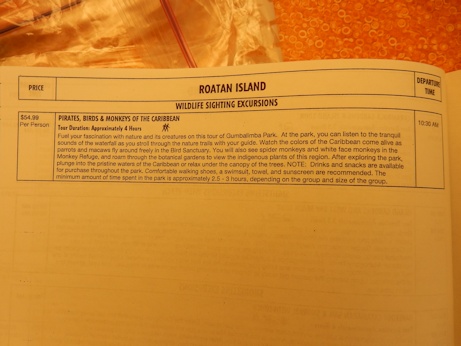 PRICE
ROATAN ISLAND
DEPARTURE
TIME
WILDLIFE SIGHTING EXCURSIONS
$54.99
Per Person
PIRATES, BIRDS & MONKEYS OF THE CARIBBEAN
Tour Duration: Approximately 4 Hours
Fuel your fascination with nature and its creatures on this tour of Gumbalimba Park. At the park, you can listen to the tranquil
sounds of the waterfall as you stroll through the nature trails with your guide. Watch the colors of the Caribbean come alive as
parrots and macaws fly around freely in the Bird Sanctuary. You will also see spider monkeys and white face monkeys in the
Monkey Refuge, and roam through the botanical gardens to view the indigenous plants of this region. After exploring the park,
plunge into the pristine waters of the Caribbean or relax under the canopy of trees. NOTE: Drinks and snacks are available
for purchase throughout the park. Comfortable walking shoes, a swimsuit, towel, and sunscreen are recommended. The
minimum amount of time spent in the park is approximately 2.5 - 3 hours, depending on the group and size of the group.
10:30 AM